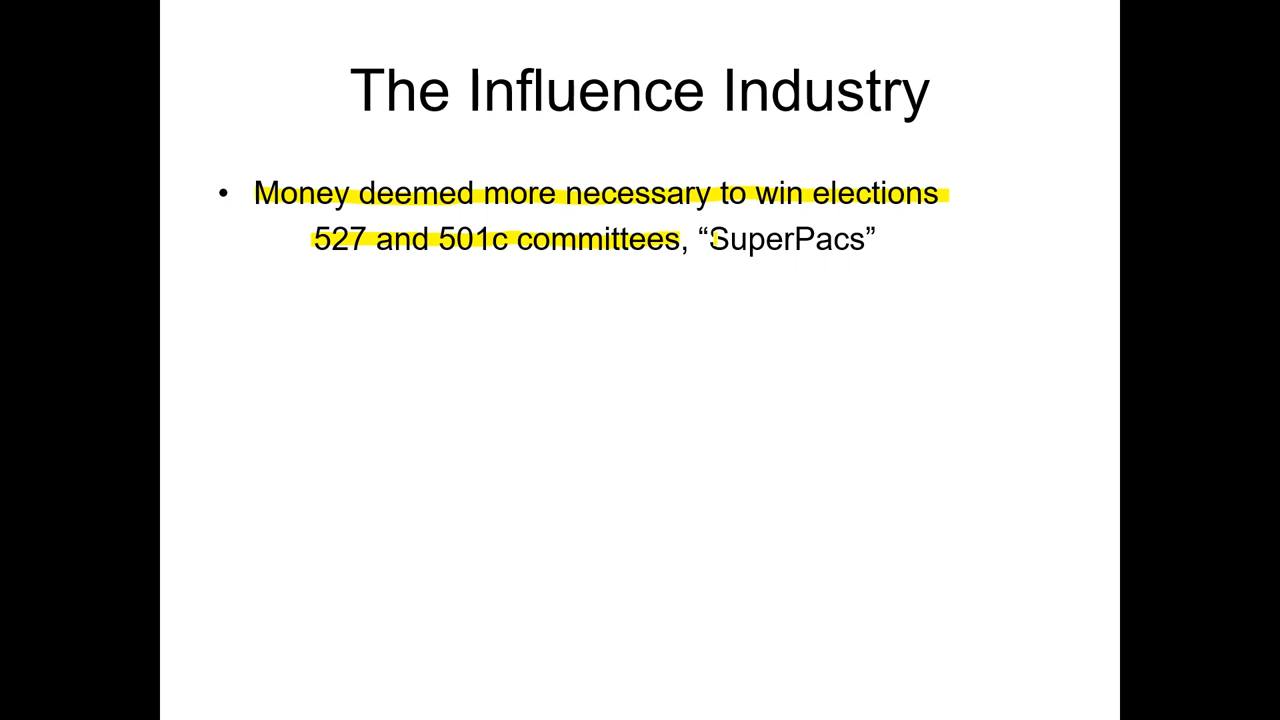 The Influence Industry
• Money deemed more necessary to win elections
527 and 501c committees, “SuperPacs”